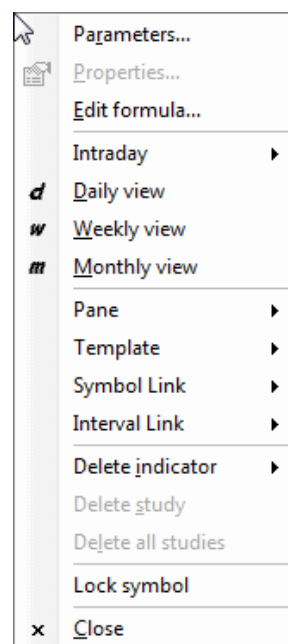 Parameters...
Properties...
Edit formula...
Intraday
d Daily view
w Weekly view
m Monthly view
Pane
Template
Symbol Link
Interval Link
Delete indicator
Delete study
Delete all studies
Lock symbol
Close